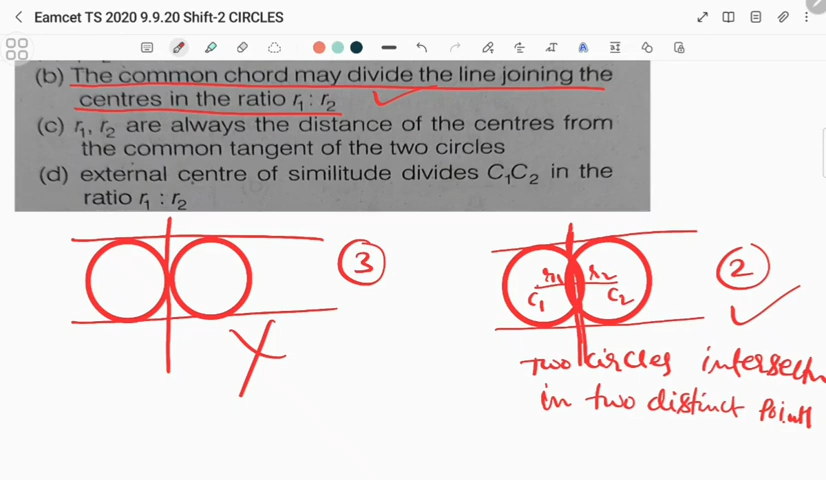 Eamcet TS 2020 9.9.20 Shift-2 CIRCLES
(b) The common chord may divide the line joining the
centres in the ratio r₁ : r₂
(c) r₁, r₂ are always the distance of the centres from
the common tangent of the two circles
(d) external centre of similitude divides C₁C₂ in the
ratio r₁ : r₂
3
r₁ r₂
C₁ C₂
2
Two circles intersectn
in two distinct point